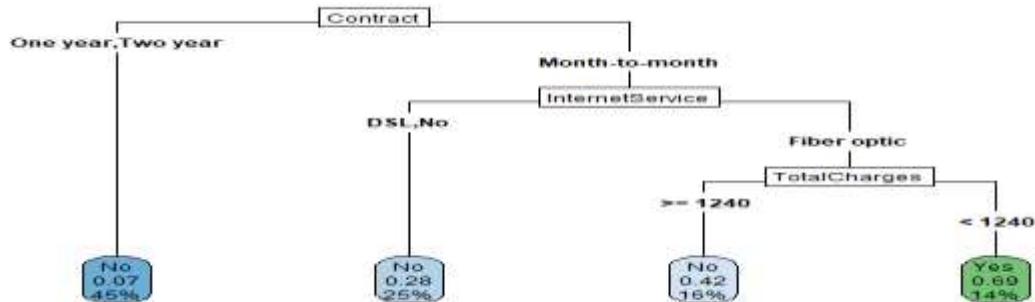 Contract
One year,Two year
Month-to-month
InternetService
DSL,No
Fiber optic
TotalCharges
>= 1240
< 1240
No
0.07
45%
No
0.28
25%
No
0.42
16%
Yes
0.69
14%